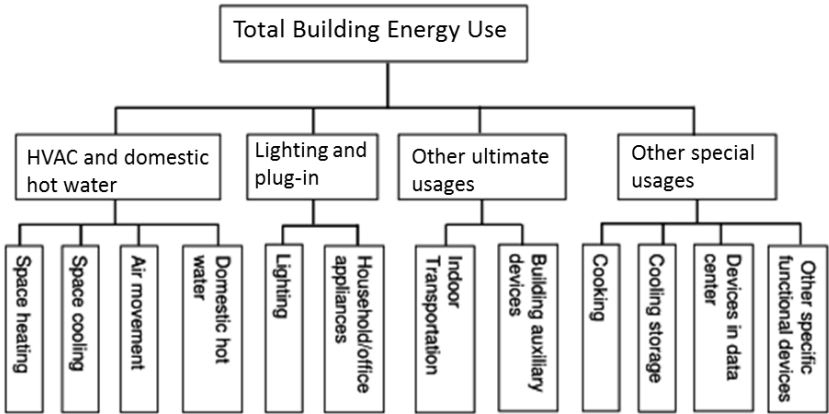 Total Building Energy Use
HVAC and domestic
hot water
Lighting and
plug-in
Other ultimate
usages
Other special
usages
Space heating
Space cooling
Air movement
Domestic hot
water
Lighting
Household/office
appliances
Indoor
Transportation
Building auxiliary
devices
Cooking
Cooling storage
Devices in data
center
Other specific
functional devices